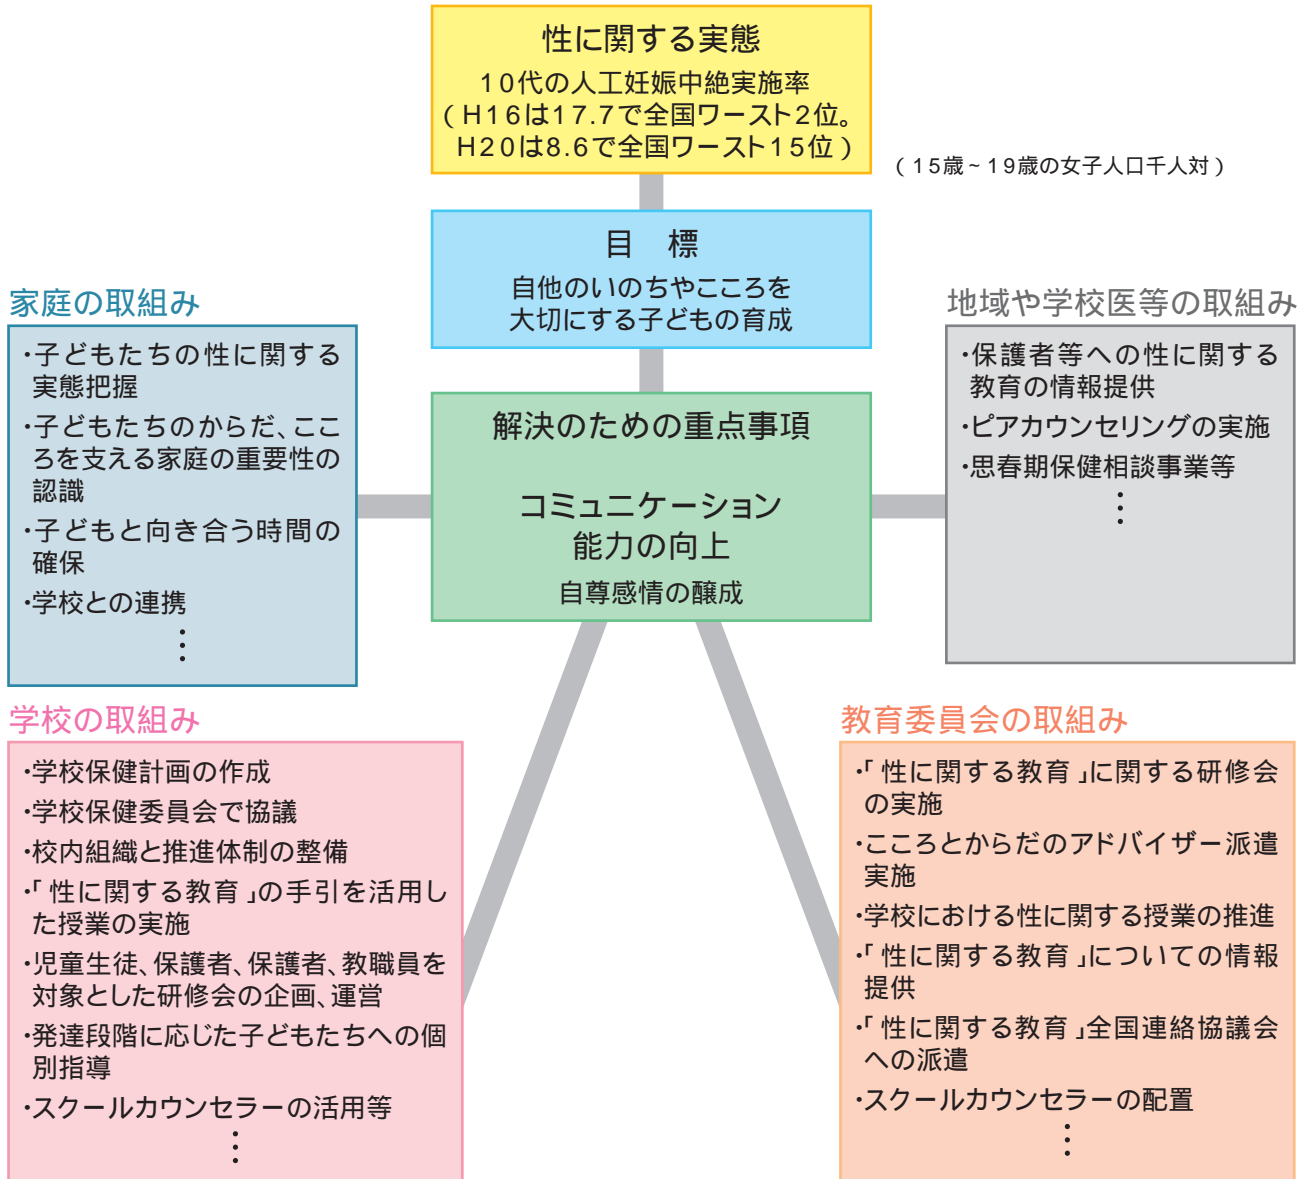 性に関する実態
10代の人工妊娠中絶実施率
(H16は17.7で全国ワースト2位。
H20は8.6で全国ワースト15位)
(15歳~19歳の女子人口千人対)
目 標
自他のいのちやこころを
大切にする子どもの育成
家庭の取組み
・子どもたちの性に関する
実態把握
・子どもたちのからだ、ここ
ろを支える家庭の重要性の
認識
・子どもと向き合う時間の
確保
・学校との連携
⋮
解決のための重点事項
コミュニケーション
能力の向上
自尊感情の醸成
地域や学校医等の取組み
・保護者等への性に関する
教育の情報提供
・ピアカウンセリングの実施
・思春期保健相談事業等
⋮
学校の取組み
・学校保健計画の作成
・学校保健委員会で協議
・校内組織と推進体制の整備
・「性に関する教育」の手引を活用し
た授業の実施
・児童生徒、保護者、保護者、教職員を
対象とした研修会の企画、運営
・発達段階に応じた子どもたちへの個
別指導
・スクールカウンセラーの活用等
⋮
教育委員会の取組み
・「性に関する教育」に関する研修会
の実施
・こころとからだのアドバイザー派遣
実施
・学校における性に関する授業の推進
・「性に関する教育」についての情報
提供
・「性に関する教育」全国連絡協議会
への派遣
・スクールカウンセラーの配置
⋮